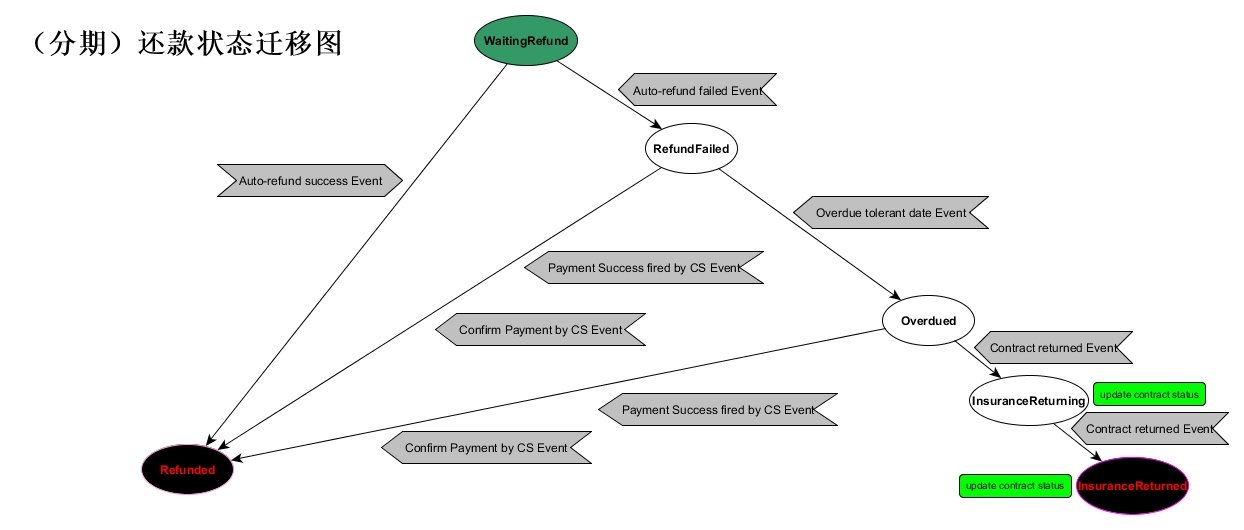 （分期）还款状态迁移图
WaitingRefund
Auto-refund failed Event
RefundFailed
Auto-refund success Event
Overdue tolerant date Event
Payment Success fired by CS Event
Confirm Payment by CS Event
Overdued
Contract returned Event
InsuranceReturning
update contract status
Payment Success fired by CS Event
Contract returned Event
Confirm Payment by CS Event
Refunded
update contract status
InsuranceReturned